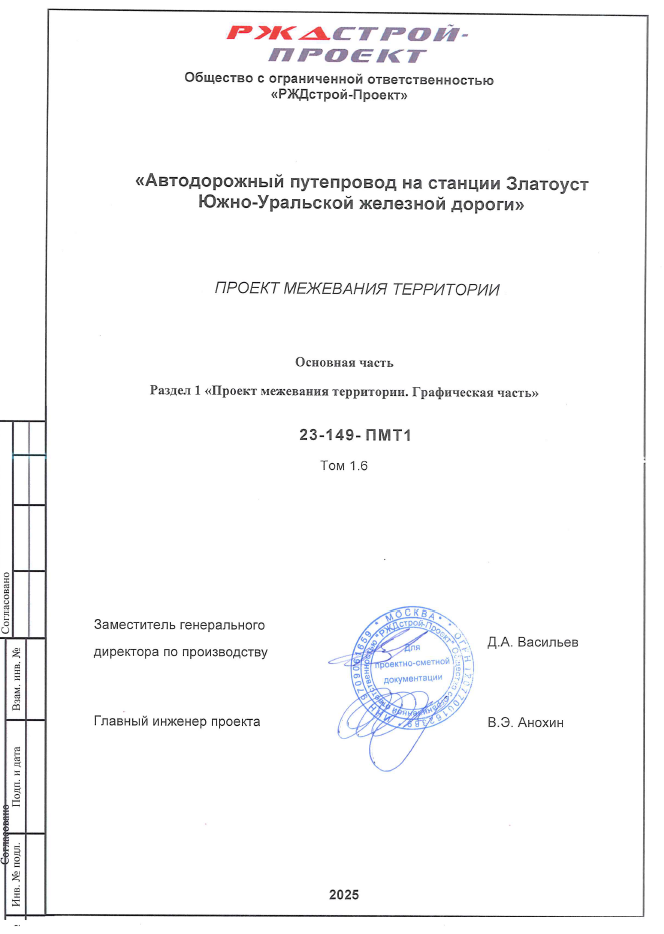 РЖДСТРОЙ-
ПРОЕКТ
Общество с ограниченной ответственностью
«РЖДстрой-Проект»
«Автодорожный путепровод на станции Златоуст
Южно-Уральской железной дороги»
ПРОЕКТ МЕЖЕВАНИЯ ТЕРРИТОРИИ
Основная часть
Раздел 1 «Проект межевания территории. Графическая часть»
23-149- ПМТ1
Том 1.6
Заместитель генерального
директора по производству
Д.А. Васильев
Главный инженер проекта
В.Э. Анохин
* МОСКВА *
"РЖДстрой-Проект"
Для
проектно-сметной
документации
2025
Согласовано
Взам. инв. №
Подп. и дата
Согласовано
Инв. № подл.